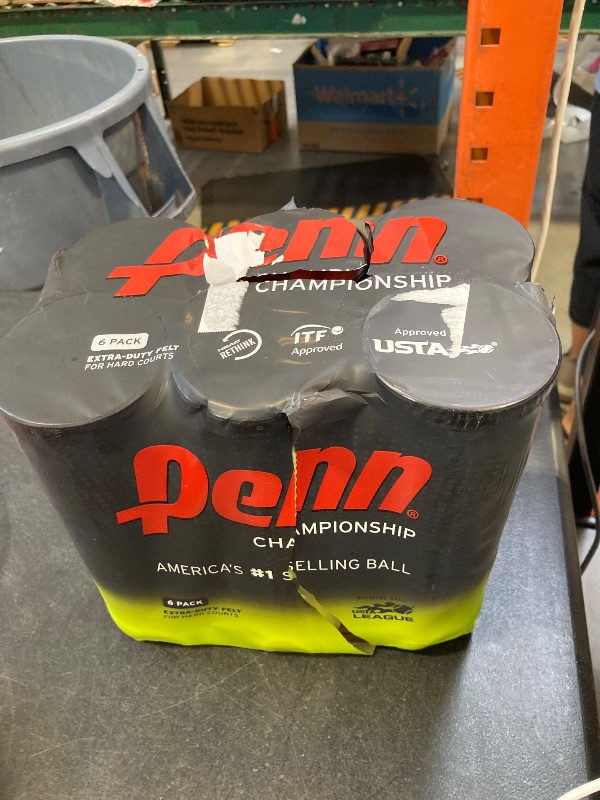 Walmart
Penn®
CHAMPIONSHIP
6 PACK
EXTRA-DUTY FELT
FOR HARD COURTS
RETHINK
ITF
Approved
Approved
USTA
Penn®
CHAMPIONSHIP
AMERICA'S #1 SELLING BALL
6 PACK
EXTRA-DUTY FELT
FOR HARD COURTS
USTA
LEAGUE